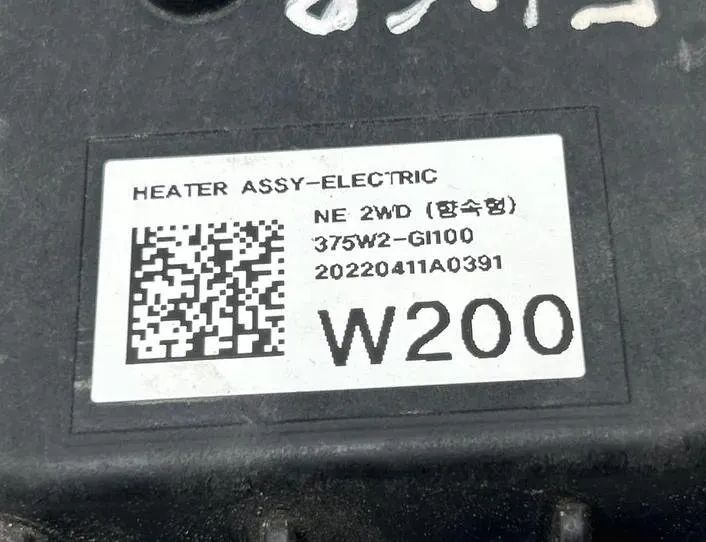 HEATER ASSY-ELECTRIC
NE 2WD (항속형)
375W2-GI100
20220411A0391
W200